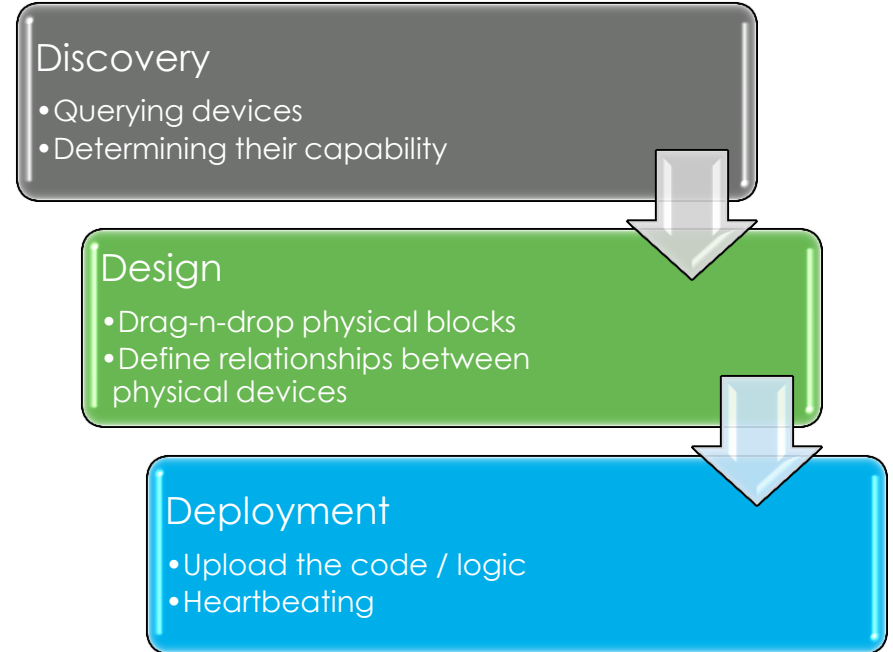 Discovery
•Querying devices
•Determining their capability
Design
•Drag-n-drop physical blocks
•Define relationships between
physical devices
Deployment
•Upload the code / logic
•Heartbeating